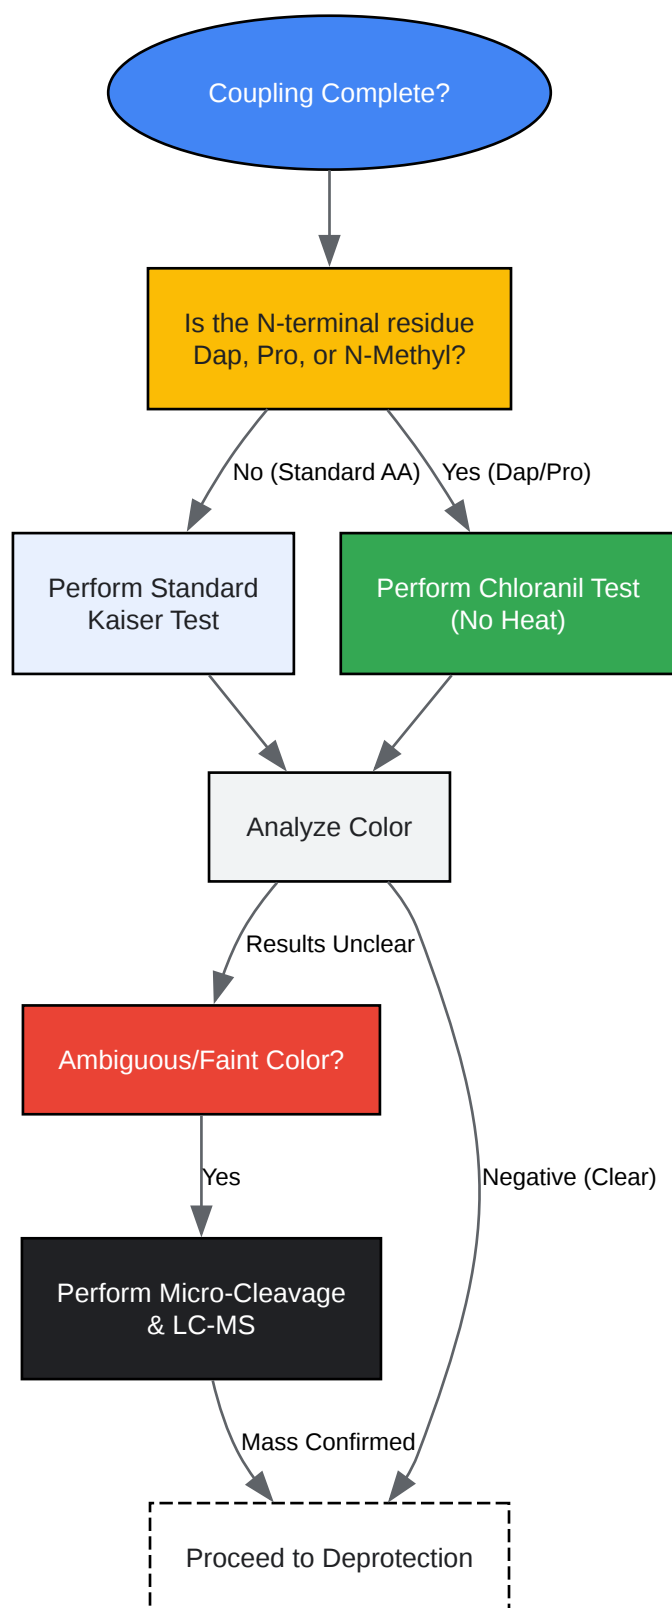 Coupling Complete?
Is the N-terminal residue
Dap, Pro, or N-Methyl?
No (Standard AA)
Yes (Dap/Pro)
Perform Standard
Kaiser Test
Perform Chloranil Test
(No Heat)
Analyze Color
Results Unclear
Ambiguous/Faint Color?
Yes
Negative (Clear)
Perform Micro-Cleavage
& LC-MS
Mass Confirmed
Proceed to Deprotection